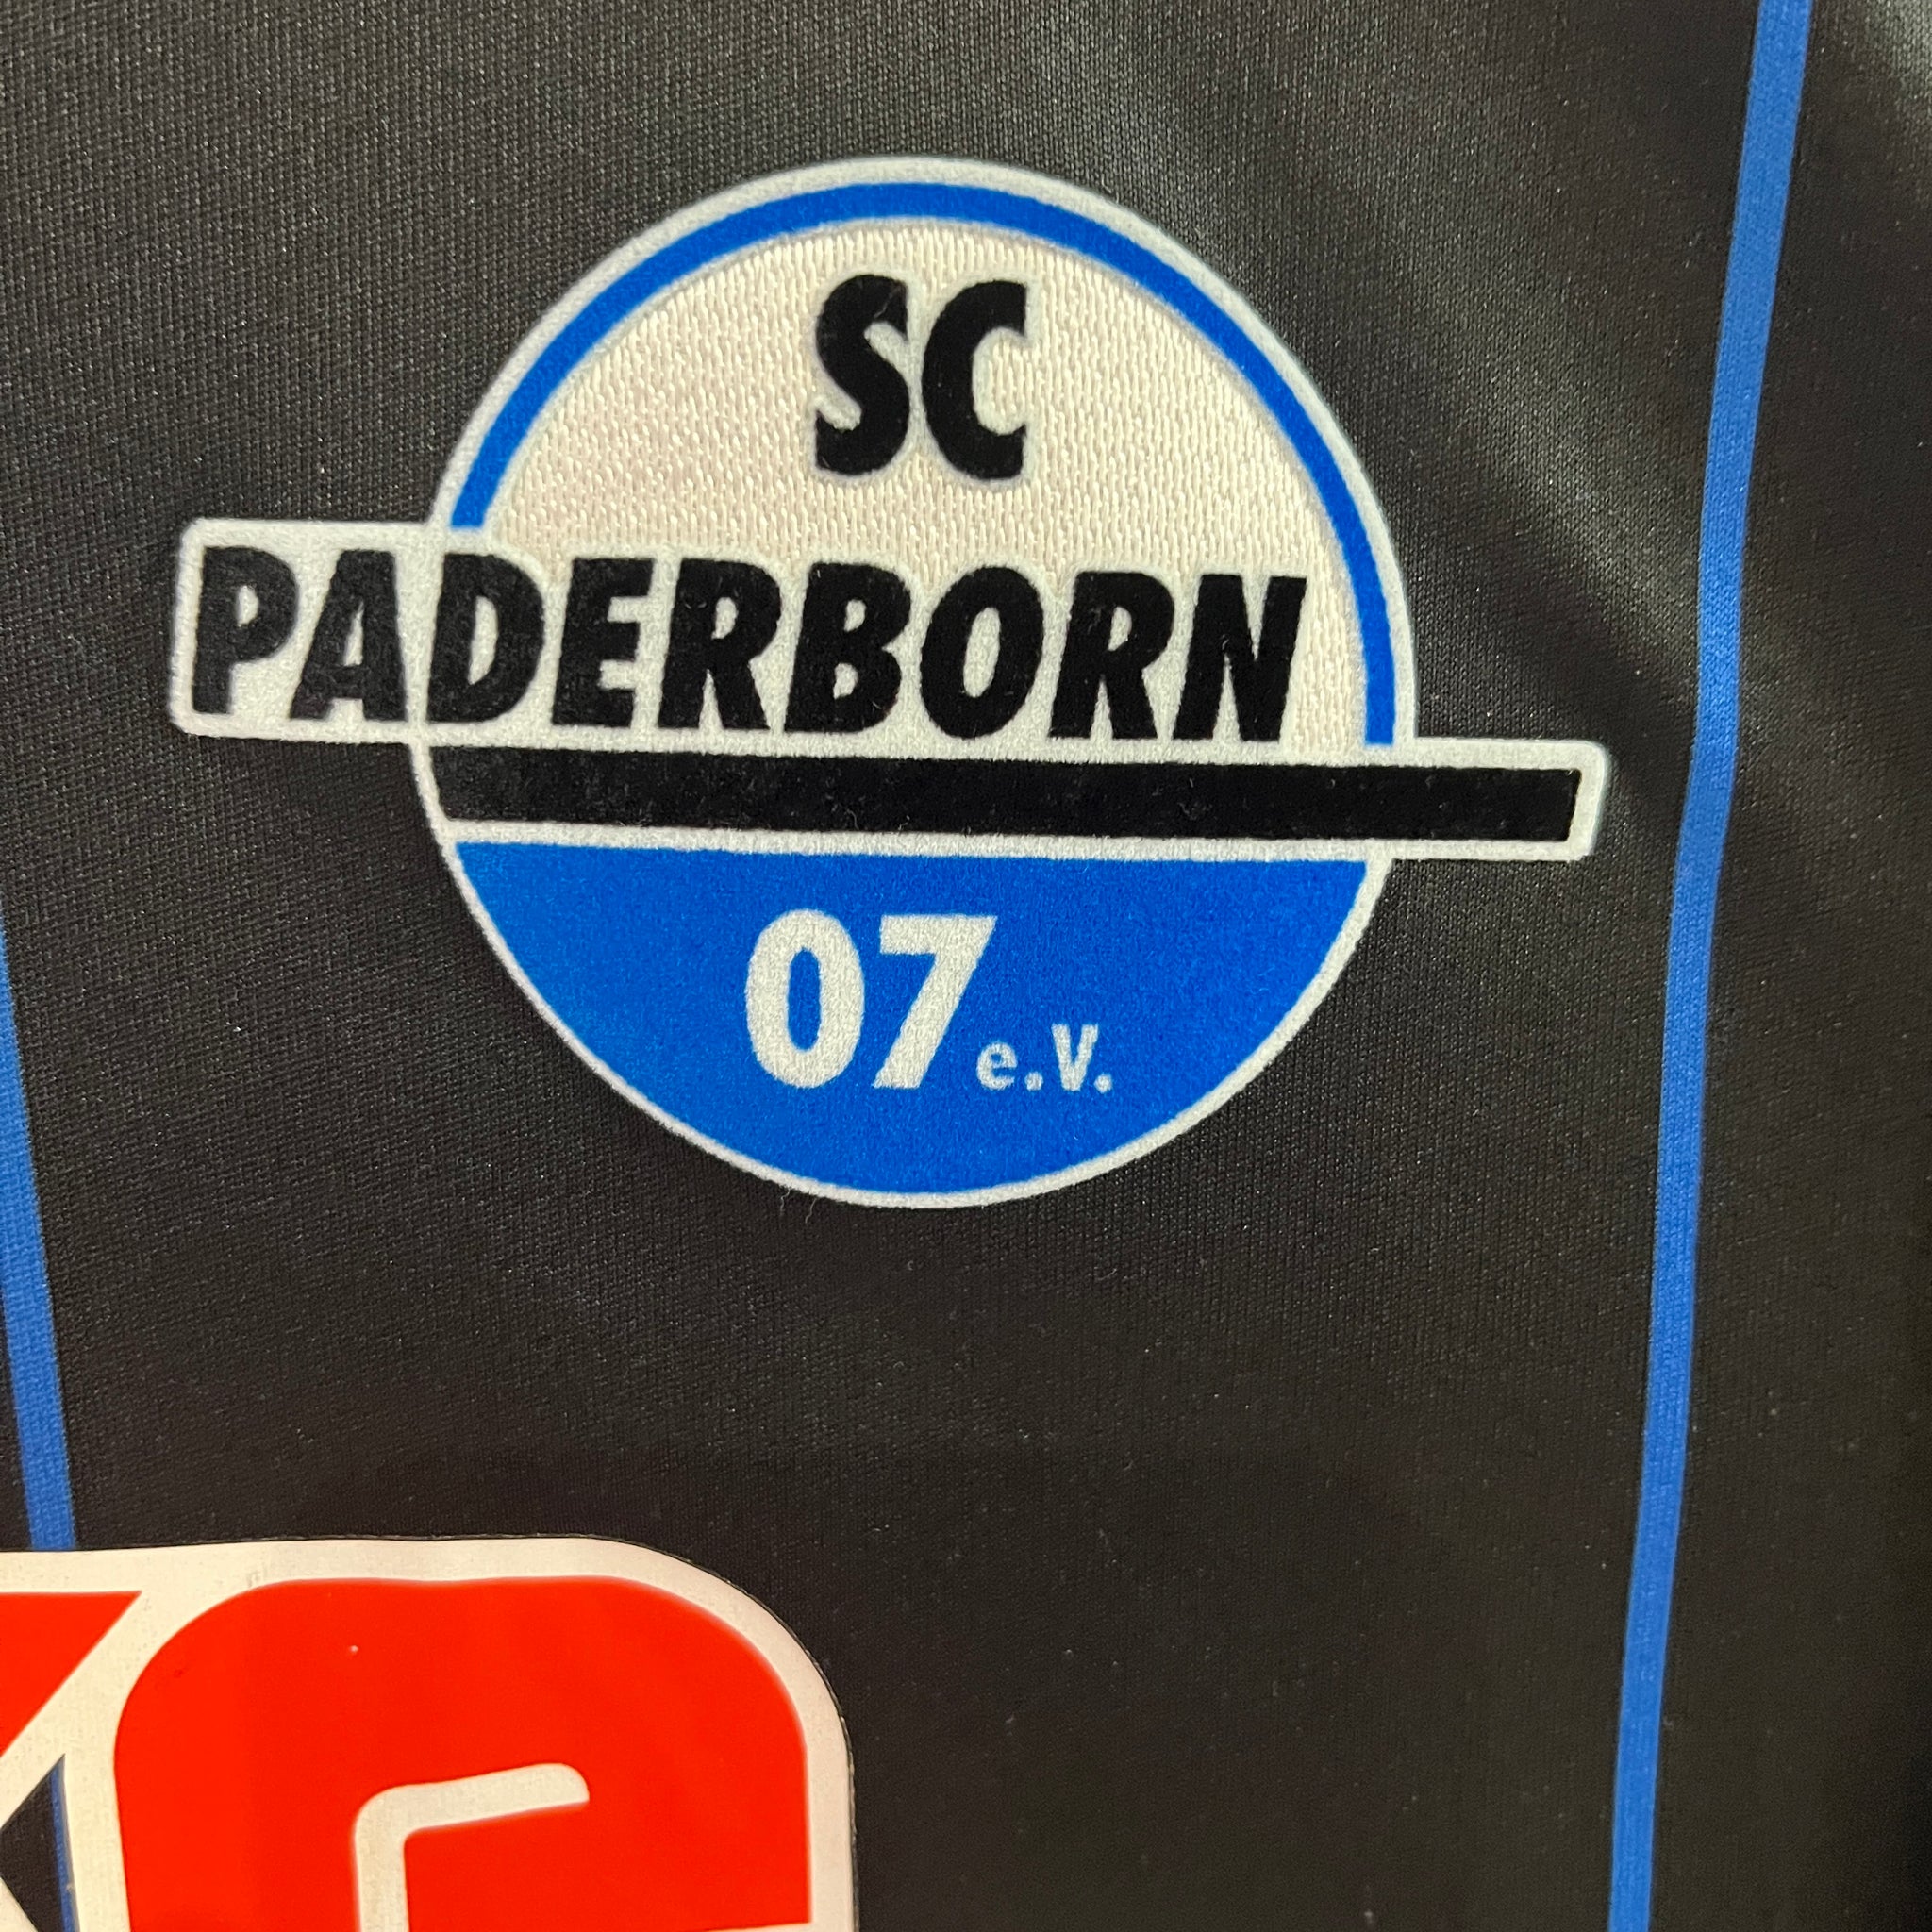 SC
PADERBORN
07 e.V.